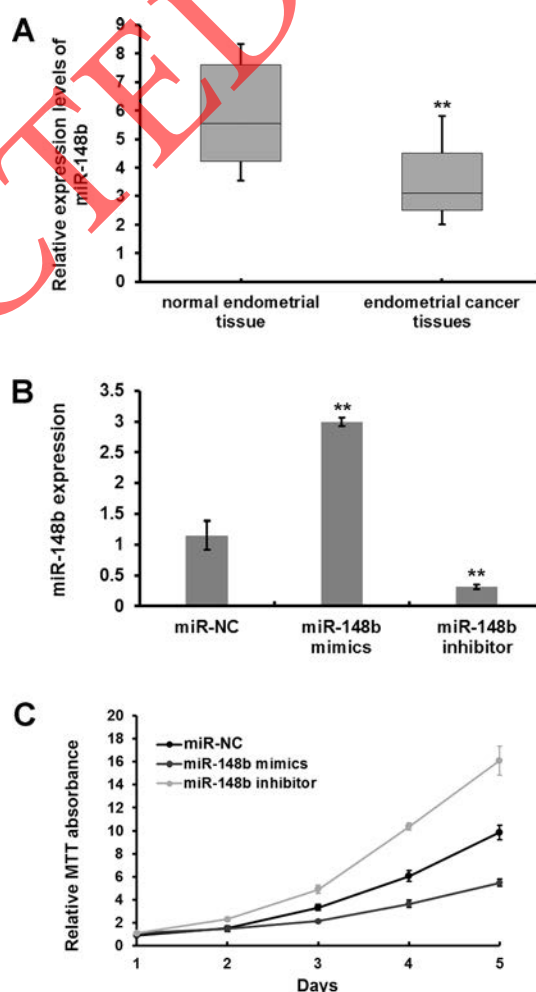 A
Relative expression levels of
miR-148b
9
8
7
6
5
4
3
2
1
0
**
normal endometrial
tissue
endometrial cancer
tissues
B
miR-148b expression
3.5
3
2.5
2
1.5
1
0.5
0
**
**
miR-NC
miR-148b
mimics
miR-148b
inhibitor
C
Relative MTT absorbance
20
18
16
14
12
10
8
6
4
2
0
miR-NC
miR-148b mimics
miR-148b inhibitor
1
2
3
4
5
Days
CTED